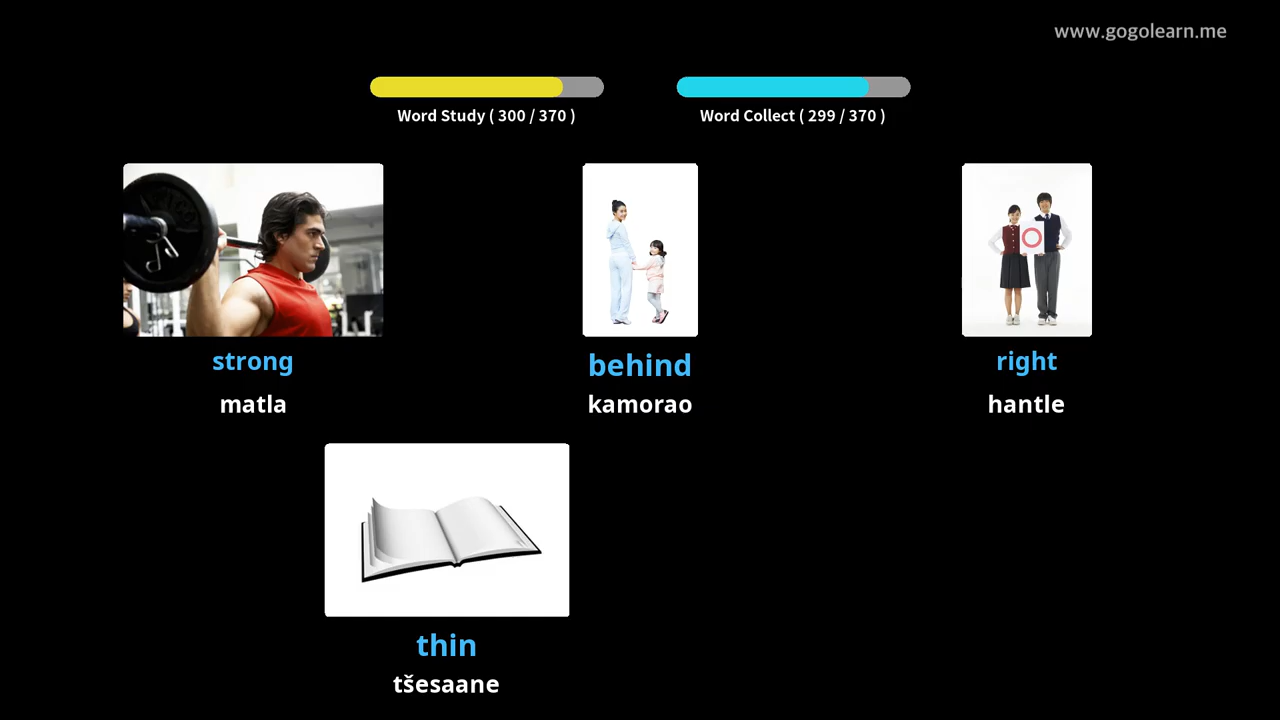 www.gogolearn.me
Word Study ( 300 / 370 )
Word Collect ( 299 / 370 )
strong
matla
behind
kamorao
right
hantle
thin
tšesaane